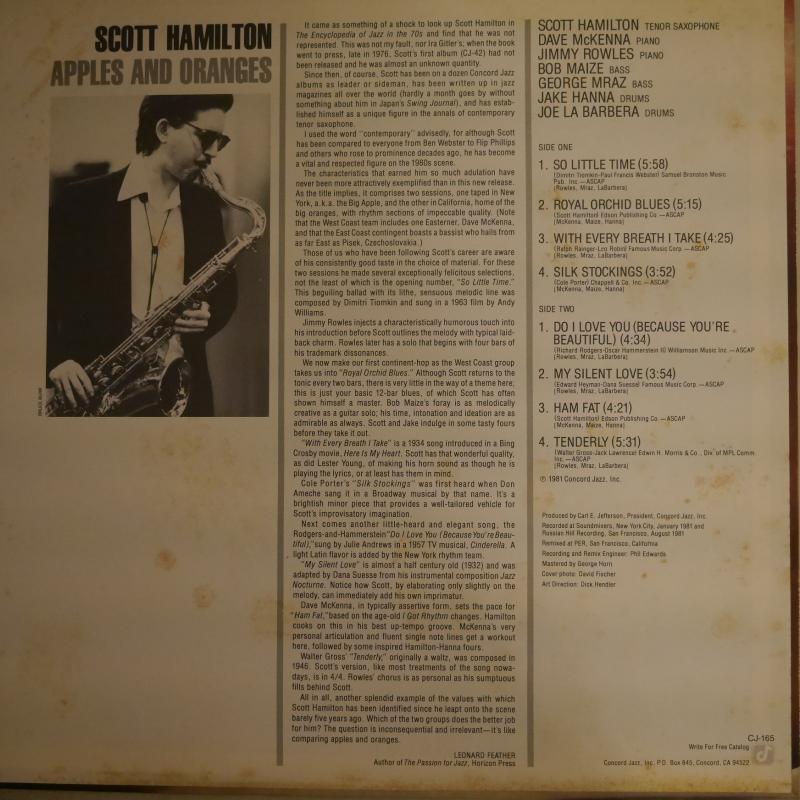 SCOTT HAMILTON
APPLES AND ORANGES
It came as something of a shock to look up Scott Hamilton in
The Encyclopedia of Jazz in the 70s and find that he was not
represented. This was not my fault, nor Ira Gitler's; when the book
went to press, late in 1976, Scott's first album (CJ-42) had not
been released and he was almost an unknown quantity.
Since then, of course, Scott has been on a dozen Concord Jazz
albums as leader or sideman, has been written up in jazz
magazines all over the world (hardly a month goes by without
something about him in Japan's Swing Journal), and has estab-
lished himself as a unique figure in the annals of contemporary
tenor saxophone.
I used the word "contemporary" advisedly, for although Scott
has been compared to everyone from Ben Webster to Flip Phillips
and others who rose to prominence decades ago, he has become
a vital and respected figure on the 1980s scene.
The characteristics that earned him so much adulation have
never been more attractively exemplified than in this new release.
As the title implies, it comprises two sessions, one taped in New
York, a.k.a. the Big Apple, and the other in California, home of the
big oranges, with rhythm sections of impeccable quality. (Note
that the West Coast team includes one Easterner, Dave McKenna,
and that the East Coast contingent boasts a bassist who hails from
as far East as Pisek, Czechoslovakia.)
Those of us who have been following Scott's career are aware
of his consistently good taste in the choice of material. For these
two sessions he made several exceptionally felicitous selections,
not the least of which is the opening number, "So Little Time."
This beguiling ballad with its lithe, sensuous melodic line was
composed by Dimitri Tiomkin and sung in a 1963 film by Andy
Williams.
Jimmy Rowles injects a characteristically humorous touch into
his introduction before Scott outlines the melody with typical laid-
back charm. Rowles later has a solo that begins with four bars of
his trademark dissonances.
We now make our first continent-hop as the West Coast group
takes us into "Royal Orchid Blues." Although Scott returns to the
tonic every two bars, there is very little in the way of a theme here;
this is just your basic 12-bar blues, of which Scott has often
shown himself a master. Bob Maize's foray is as melodically
creative as a guitar solo; his time, intonation and ideation are as
admirable as always. Scott and Jake indulge in some tasty fours
before they take it out.
"With Every Breath I Take" is a 1934 song introduced in a Bing
Crosby movie, Here Is My Heart. Scott has that wonderful quality,
as did Lester Young, of making his horn sound as though he is
playing the lyrics, or at least has them in mind.
Cole Porter's "Silk Stockings" was first heard when Don
Ameche sang it in a Broadway musical by that name. It's a
brightish minor piece that provides a well-tailored vehicle for
Scott's improvisatory imagination.
Next comes another little-heard and elegant song, the
Rodgers-and-Hammerstein "Do I Love You (Because You're Beau-
tiful)," sung by Julie Andrews in a 1957 TV musical, Cinderella. A
light Latin flavor is added by the New York rhythm team.
"My Silent Love" is almost half century old (1932) and was
adapted by Dana Suesse from his instrumental composition Jazz
Nocturne. Notice how Scott, by elaborating only slightly on the
melody, can immediately add his own imprimatur.
Dave McKenna, in typically assertive form, sets the pace for
"Ham Fat," based on the age-old I Got Rhythm changes. Hamilton
cooks on this in his best up-tempo groove. McKenna's very
personal articulation and fluent single note lines get a workout
here, followed by some inspired Hamilton-Hanna fours.
Walter Gross' "Tenderly," originally a waltz, was composed in
1946. Scott's version, like most treatments of the song nowa-
days, is in 4/4. Rowles' chorus is as personal as his sumptuous
fills behind Scott.
All in all, another splendid example of the values with which
Scott Hamilton has been identified since he leapt onto the scene
barely five years ago. Which of the two groups does the better job
for him? The question is inconsequential and irrelevant—it's like
comparing apples and oranges.
LEONARD FEATHER
Author of The Passion for Jazz, Horizon Press
SCOTT HAMILTON TENOR SAXOPHONE
DAVE McKENNA PIANO
JIMMY ROWLES PIANO
BOB MAIZE BASS
GEORGE MRAZ BASS
JAKE HANNA DRUMS
JOE LA BARBERA DRUMS
SIDE ONE
1. SO LITTLE TIME (5:58)
(Dimitri Tiomkin-Paul Francis Webster) Samuel Bronston Music
Pub. Inc.—ASCAP
(Rowles, Mraz, LaBarbera)
2. ROYAL ORCHID BLUES (5:15)
(Scott Hamilton) Edson Publishing Co.—ASCAP
(McKenna, Maize, Hanna)
3. WITH EVERY BREATH I TAKE (4:25)
(Ralph Rainger-Leo Robin) Famous Music Corp.—ASCAP
(Rowles, Mraz, LaBarbera)
4. SILK STOCKINGS (3:52)
(Cole Porter) Chappell & Co. Inc.—ASCAP
(McKenna, Maize, Hanna)
SIDE TWO
1. DO I LOVE YOU (BECAUSE YOU'RE
BEAUTIFUL) (4:34)
(Richard Rodgers-Oscar Hammerstein II) Williamson Music Inc.—ASCAP
(Rowles, Mraz, LaBarbera)
2. MY SILENT LOVE (3:54)
(Edward Heyman-Dana Suesse) Famous Music Corp.—ASCAP
(Rowles, Mraz, LaBarbera)
3. HAM FAT (4:21)
(Scott Hamilton) Edson Publishing Co.—ASCAP
(McKenna, Maize, Hanna)
4. TENDERLY (5:31)
(Walter Gross-Jack Lawrence) Edwin H. Morris & Co., Div. of MPL Comm.
Inc.—ASCAP
(Rowles, Mraz, LaBarbera)
℗ 1981 Concord Jazz, Inc.
Produced by Carl E. Jefferson, President, Concord Jazz, Inc.
Recorded at Soundmixers, New York City, January 1981 and
Russian Hill Recording, San Francisco, August 1981
Remixed at PER, San Francisco, California
Recording and Remix Engineer: Phil Edwards
Mastered by George Horn
Cover photo: David Fischer
Art Direction: Dick Hendler
CJ-165
Write For Free Catalog
Concord Jazz, Inc. P.O. Box 845, Concord, CA 94522